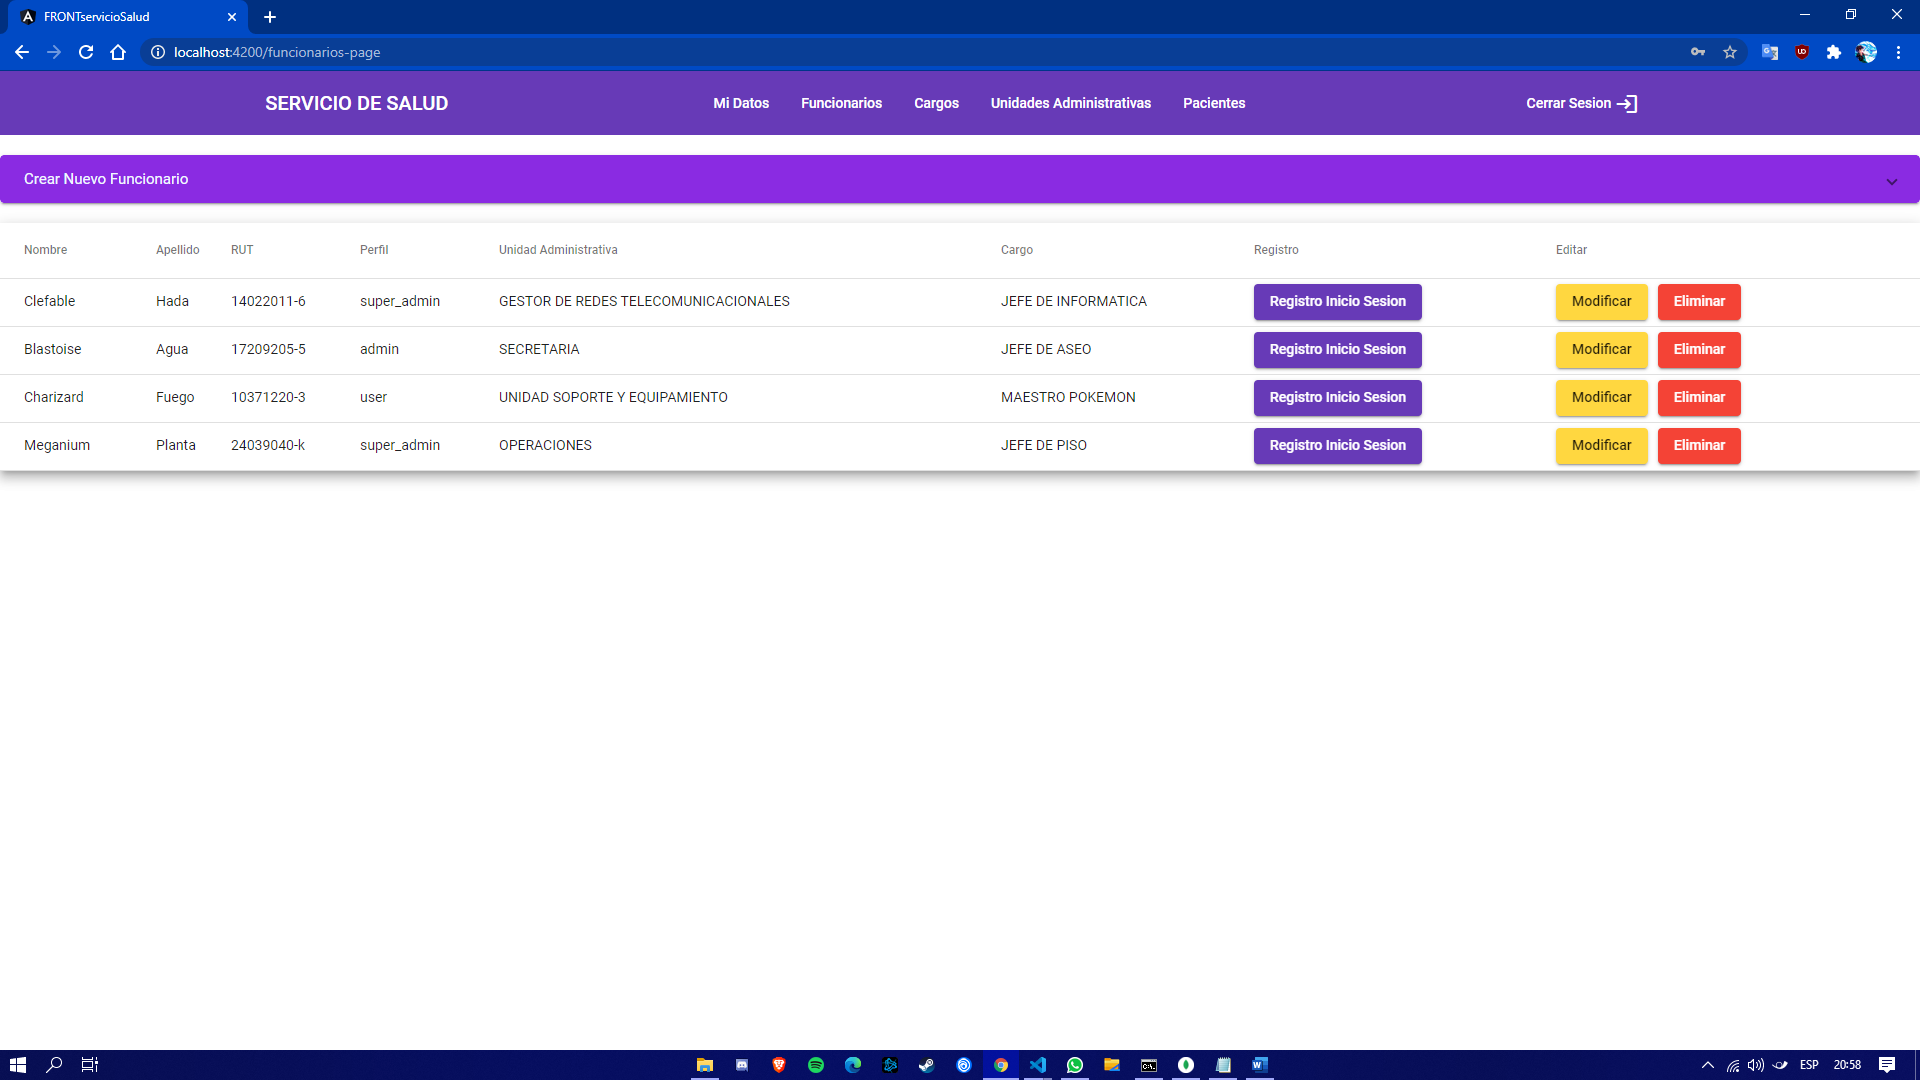 FRONTservicioSalud
localhost:4200/funcionarios-page
SERVICIO DE SALUD Mi Datos Funcionarios Cargos Unidades Administrativas Pacientes Cerrar Sesion
Crear Nuevo Funcionario
Nombre Apellido RUT Perfil Unidad Administrativa Cargo Registro Editar
Clefable Hada 14022011-6 super_admin GESTOR DE REDES TELECOMUNICACIONALES JEFE DE INFORMATICA Registro Inicio Sesion Modificar Eliminar
Blastoise Agua 17209205-5 admin SECRETARIA JEFE DE ASEO Registro Inicio Sesion Modificar Eliminar
Charizard Fuego 10371220-3 user UNIDAD SOPORTE Y EQUIPAMIENTO MAESTRO POKEMON Registro Inicio Sesion Modificar Eliminar
Meganium Planta 24039040-k super_admin OPERACIONES JEFE DE PISO Registro Inicio Sesion Modificar Eliminar
ESP 20:58